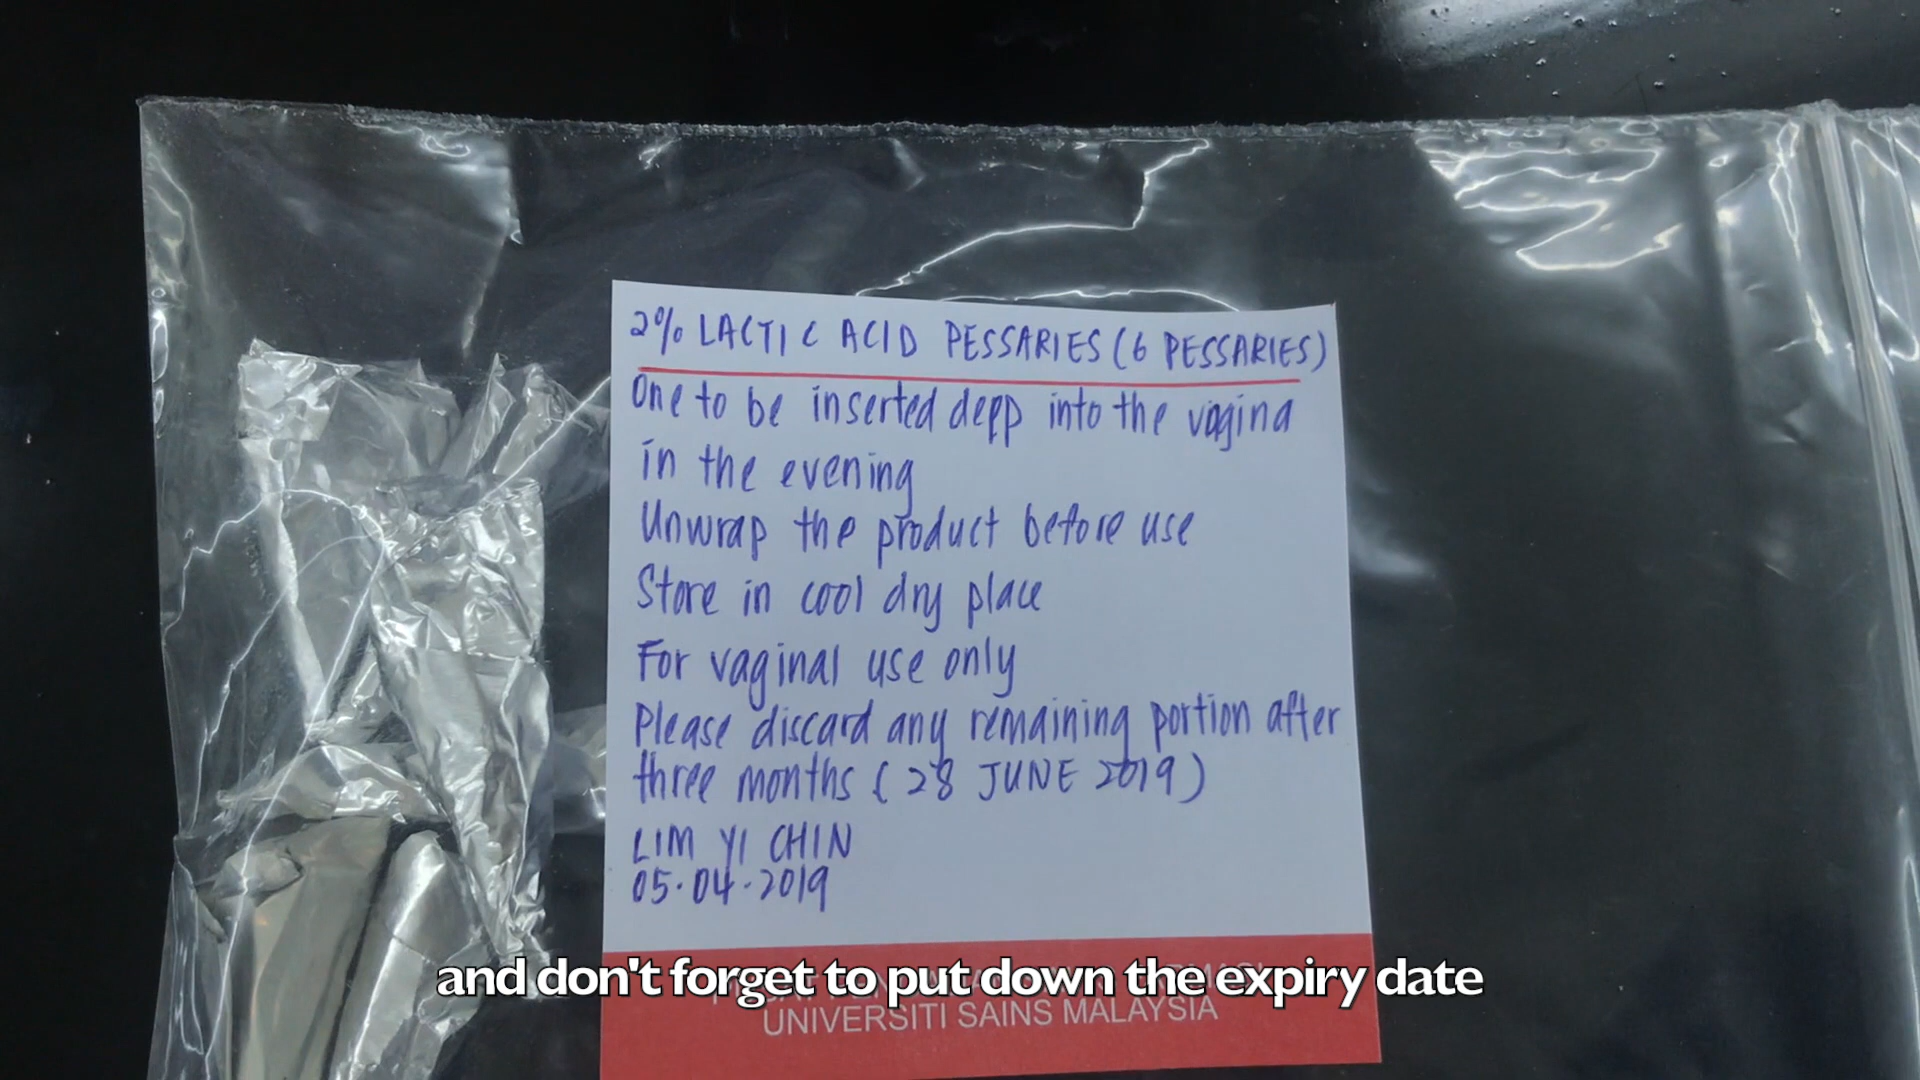 2% LACTIC ACID PESSARIES (6 PESSARIES)
One to be inserted depp into the vagina
in the evening
Unwrap the product before use
Store in cool dry place
For vaginal use only
Please discard any remaining portion after
three months (28 JUNE 2019)
LIM YI CHIN
05.04.2019
and don't forget to put down the expiry date
UNIVERSITI SAINS MALAYSIA